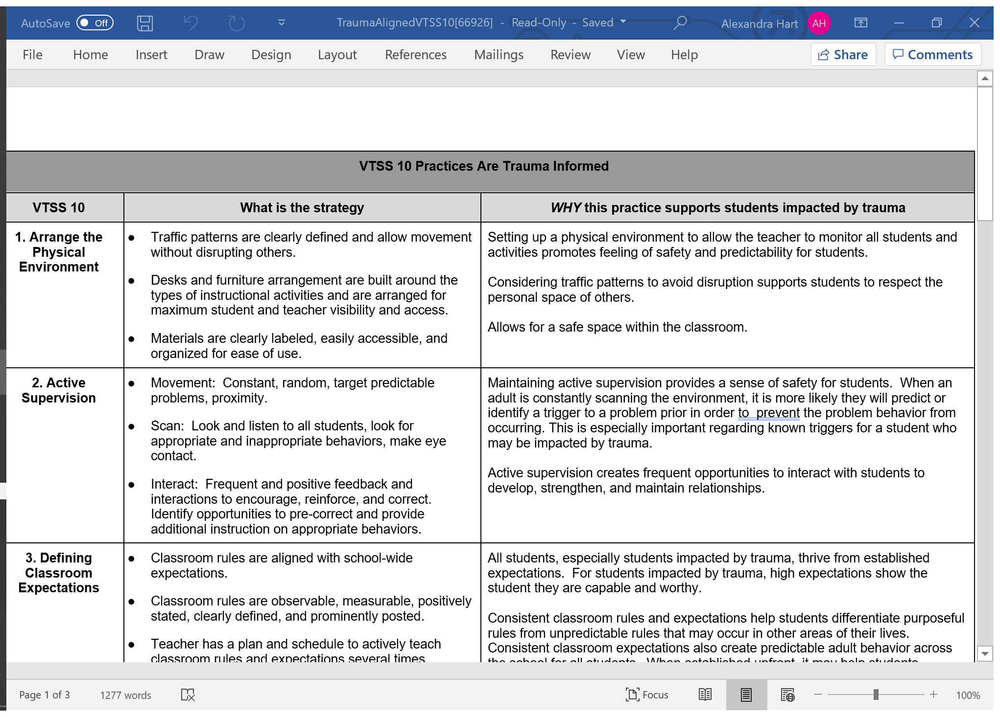 AutoSave Off TraumaAlignedVTSS10[66926] - Read-Only - Saved Alexandra Hart AH
File Home Insert Draw Design Layout References Mailings Review View Help Share Comments
VTSS 10 Practices Are Trauma Informed
VTSS 10
What is the strategy
WHY this practice supports students impacted by trauma
1. Arrange the
Physical
Environment
● Traffic patterns are clearly defined and allow movement
without disrupting others.
● Desks and furniture arrangement are built around the
types of instructional activities and are arranged for
maximum student and teacher visibility and access.
● Materials are clearly labeled, easily accessible, and
organized for ease of use.
Setting up a physical environment to allow the teacher to monitor all students and
activities promotes feeling of safety and predictability for students.
Considering traffic patterns to avoid disruption supports students to respect the
personal space of others.
Allows for a safe space within the classroom.
2. Active
Supervision
● Movement:  Constant, random, target predictable
problems, proximity.
● Scan:  Look and listen to all students, look for
appropriate and inappropriate behaviors, make eye
contact.
● Interact:  Frequent and positive feedback and
interactions to encourage, reinforce, and correct.
Identify opportunities to pre-correct and provide
additional instruction on appropriate behaviors.
Maintaining active supervision provides a sense of safety for students.  When an
adult is constantly scanning the environment, it is more likely they will predict or
identify a trigger to a problem prior in order to  prevent the problem behavior from
occurring. This is especially important regarding known triggers for a student who
may be impacted by trauma.
Active supervision creates frequent opportunities to interact with students to
develop, strengthen, and maintain relationships.
3. Defining
Classroom
Expectations
● Classroom rules are aligned with school-wide
expectations.
● Classroom rules are observable, measurable, positively
stated, clearly defined, and prominently posted.
● Teacher has a plan and schedule to actively teach
classroom rules and expectations several times
All students, especially students impacted by trauma, thrive from established
expectations.  For students impacted by trauma, high expectations show the
student they are capable and worthy.
Consistent classroom rules and expectations help students differentiate purposeful
rules from unpredictable rules that may occur in other areas of their lives.
Consistent classroom expectations also create predictable adult behavior across
the school for all students.  When established upfront, it may help students
Page 1 of 3 1277 words Focus 100%